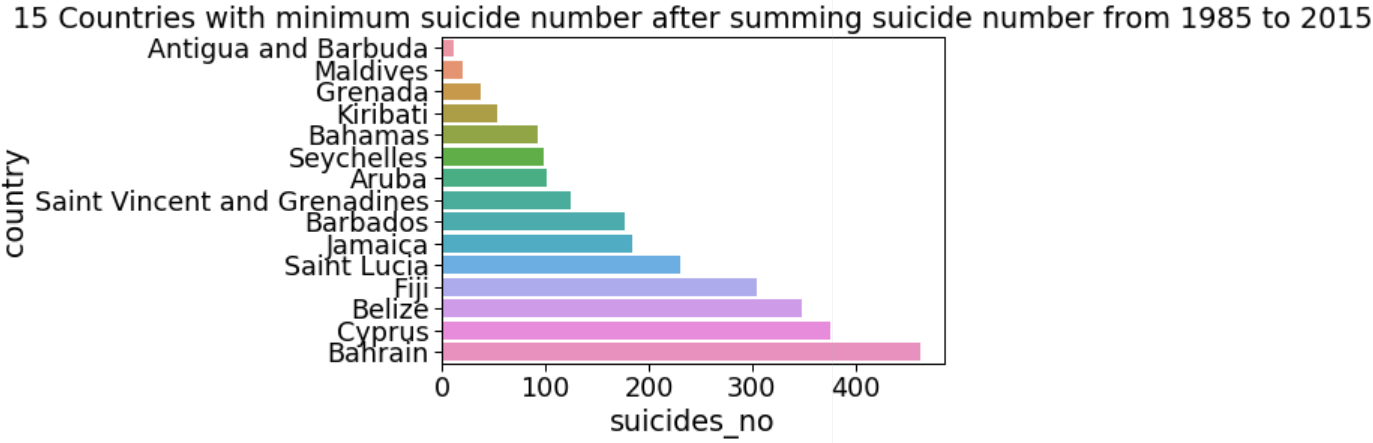 15 Countries with minimum suicide number after summing suicide number from 1985 to 2015
Antigua and Barbuda
Maldives
Grenada
Kiribati
Bahamas
Seychelles
Aruba
Saint Vincent and Grenadines
Barbados
Jamaica
Saint Lucia
Fiji
Belize
Cyprus
Bahrain
country
0 100 200 300 400
suicides_no